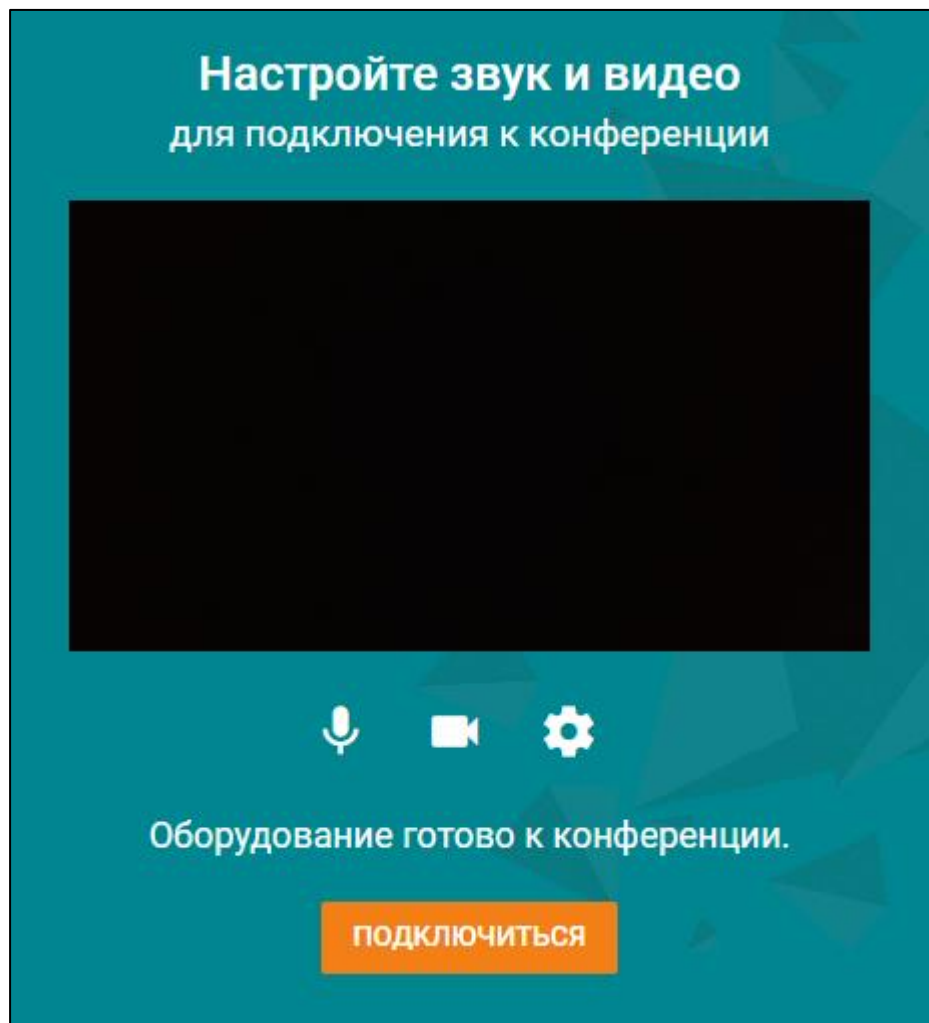 Настройте звук и видео
для подключения к конференции
Оборудование готово к конференции.
ПОДКЛЮЧИТЬСЯ